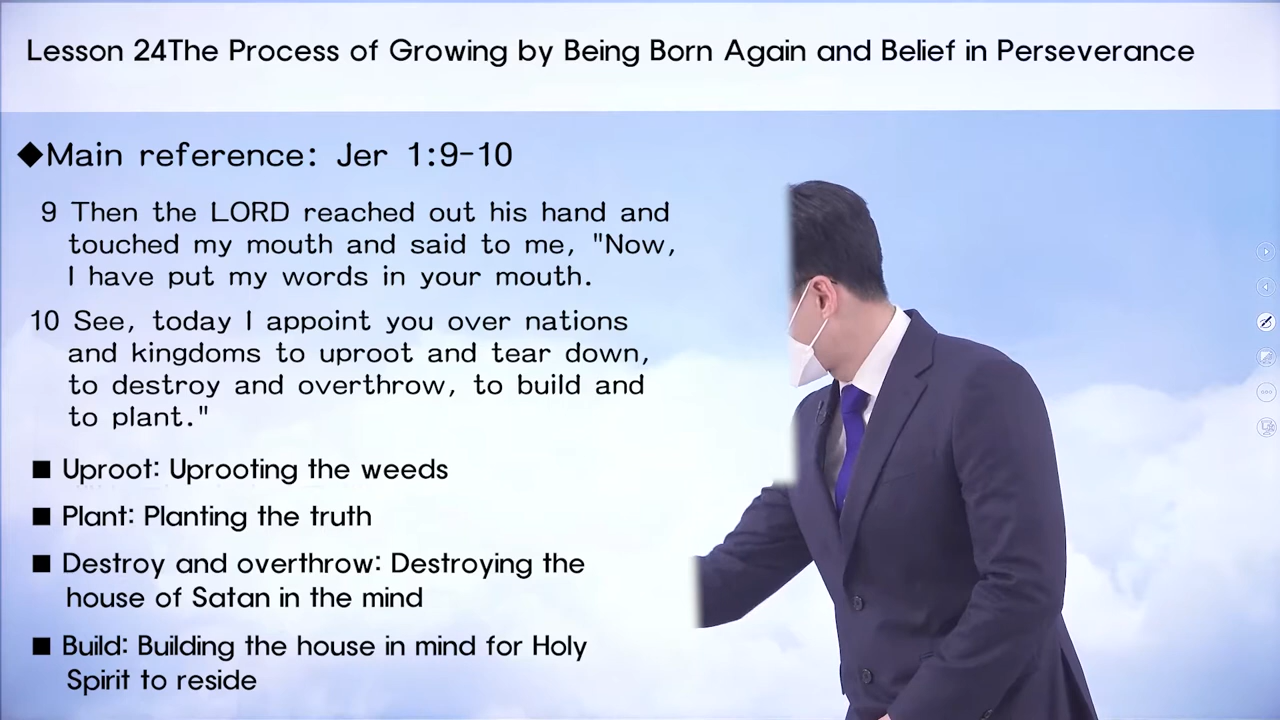 Lesson 24The Process of Growing by Being Born Again and Belief in Perseverance
◆Main reference: Jer 1:9-10
9 Then the LORD reached out his hand and
touched my mouth and said to me, "Now,
I have put my words in your mouth.
10 See, today I appoint you over nations
and kingdoms to uproot and tear down,
to destroy and overthrow, to build and
to plant."
■ Uproot: Uprooting the weeds
■ Plant: Planting the truth
■ Destroy and overthrow: Destroying the
house of Satan in the mind
■ Build: Building the house in mind for Holy
Spirit to reside